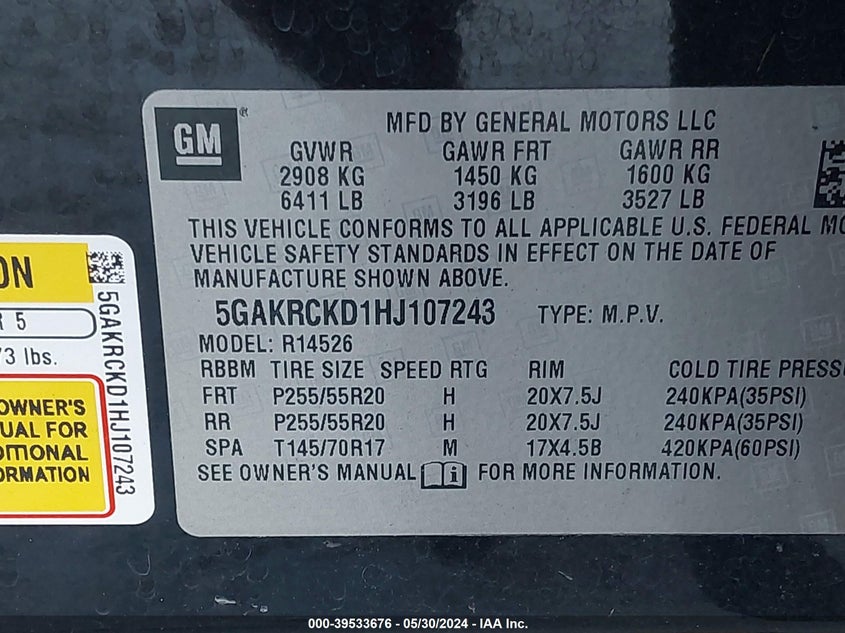 GM
®
MFD BY GENERAL MOTORS LLC
GVWR GAWR FRT GAWR RR
2908 KG 1450 KG 1600 KG
6411 LB 3196 LB 3527 LB
THIS VEHICLE CONFORMS TO ALL APPLICABLE U.S. FEDERAL MO
VEHICLE SAFETY STANDARDS IN EFFECT ON THE DATE OF
MANUFACTURE SHOWN ABOVE.
5GAKRCKD1HJ107243 TYPE: M.P.V.
MODEL: R14526
RBBM TIRE SIZE SPEED RTG RIM COLD TIRE PRESS
FRT P255/55R20 H 20X7.5J 240KPA(35PSI)
RR P255/55R20 H 20X7.5J 240KPA(35PSI)
SPA T145/70R17 M 17X4.5B 420KPA(60PSI)
SEE OWNER'S MANUAL FOR MORE INFORMATION.
ON
R 5
73 lbs.
OWNER'S
UAL FOR
DITIONAL
ORMATION
5GAKRCKD1HJ107243
000-39533676 - 05/30/2024 - IAA Inc.